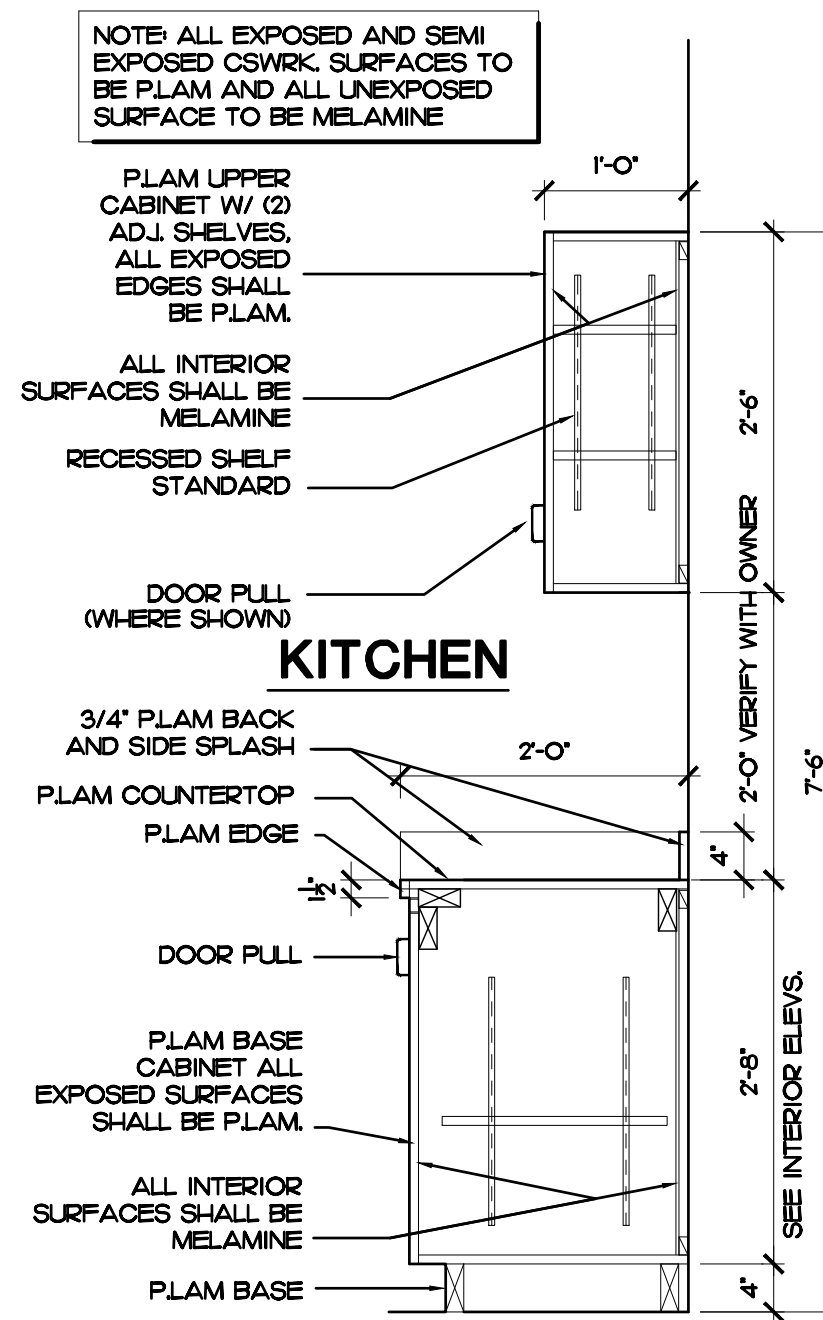 NOTE: ALL EXPOSED AND SEMI
EXPOSED CSWRK. SURFACES TO
BE P.LAM AND ALL UNEXPOSED
SURFACE TO BE MELAMINE
1'-0"
P.LAM UPPER
CABINET W/ (2)
ADJ. SHELVES,
ALL EXPOSED
EDGES SHALL
BE P.LAM.
ALL INTERIOR
SURFACES SHALL BE
MELAMINE
2'-6"
RECESSED SHELF
STANDARD
DOOR PULL
(WHERE SHOWN)
KITCHEN
2'-0" VERIFY WITH OWNER
7'-6"
3/4" P.LAM BACK
AND SIDE SPLASH
2'-0"
P.LAM COUNTERTOP
P.LAM EDGE
4"
1½"
DOOR PULL
P.LAM BASE
CABINET ALL
EXPOSED SURFACES
SHALL BE P.LAM.
2'-8"
SEE INTERIOR ELEVS.
ALL INTERIOR
SURFACES SHALL BE
MELAMINE
P.LAM BASE
4"